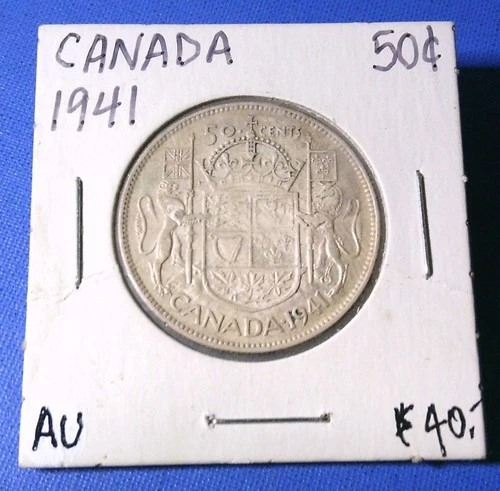 CANADA 50¢
1941
50 CENTS
CANADA·1941
AU 40.-